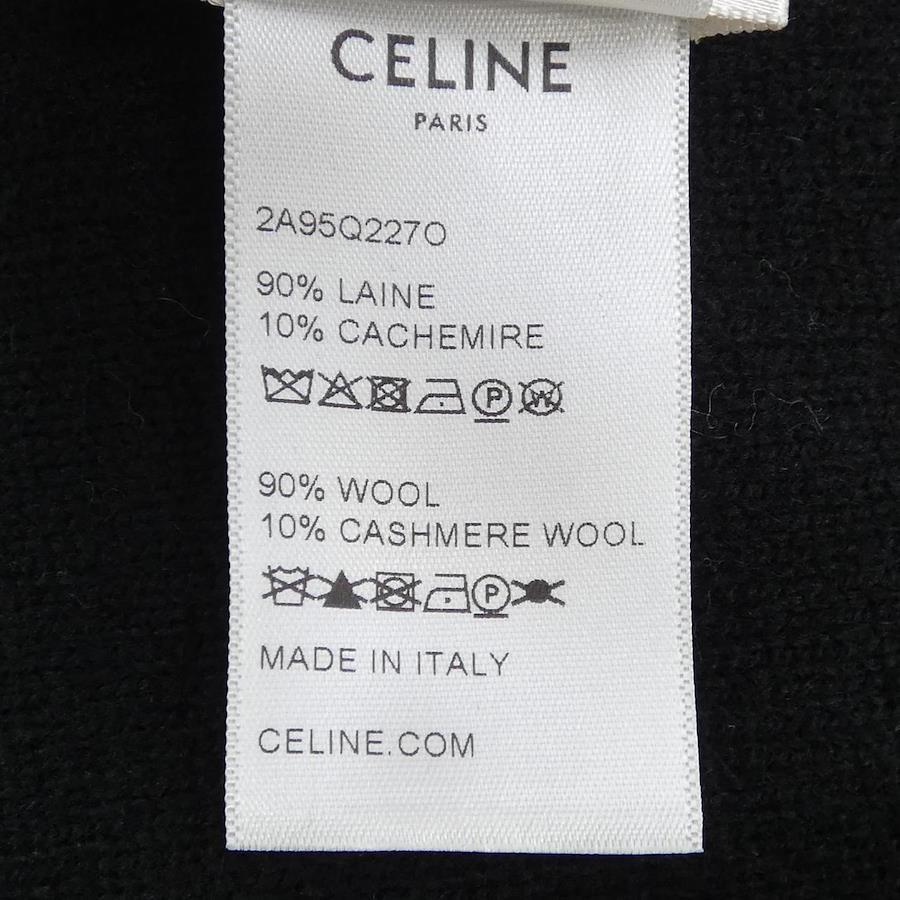 CELINE
PARIS
2A95Q227O
90% LAINE
10% CACHEMIRE
P W
90% WOOL
10% CASHMERE WOOL
P
MADE IN ITALY
CELINE.COM